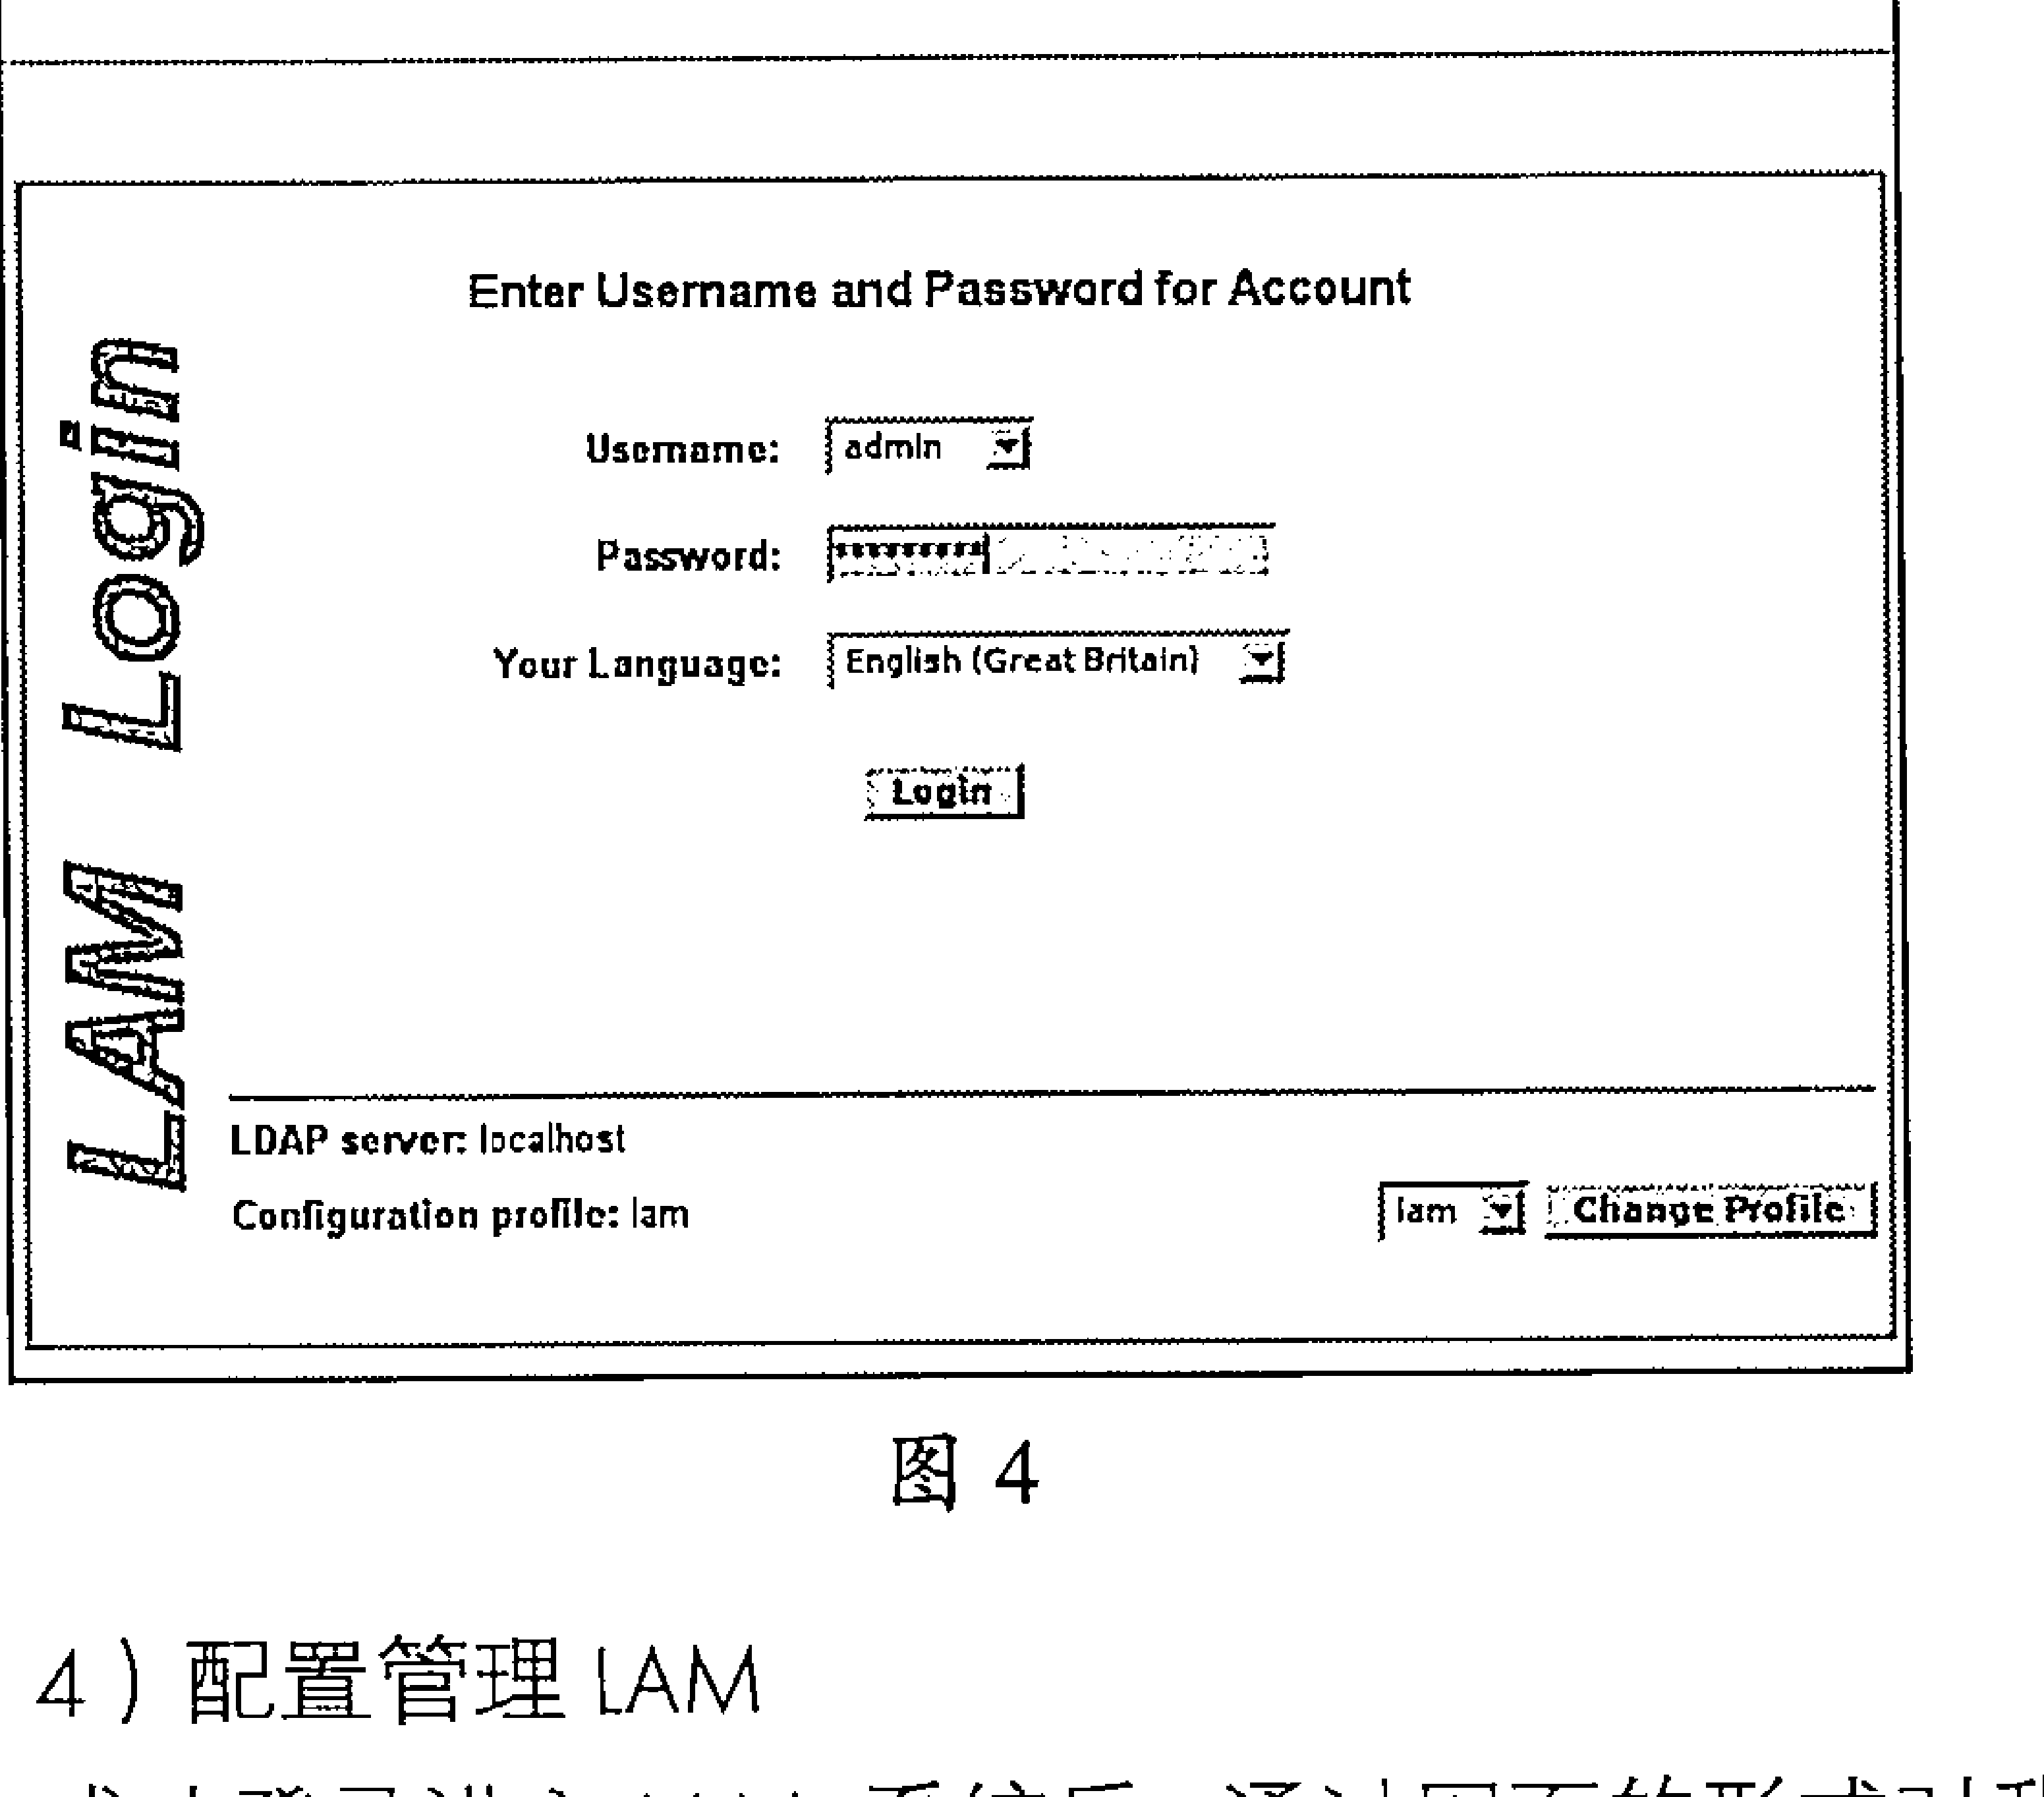 Enter Username and Password for Account
LAM Login
Username: admin
Password: *********
Your Language: English (Great Britain)
Login
LDAP server: localhost
Configuration profile: lam
lam Change Profile
图 4
4）配置管理 LAM